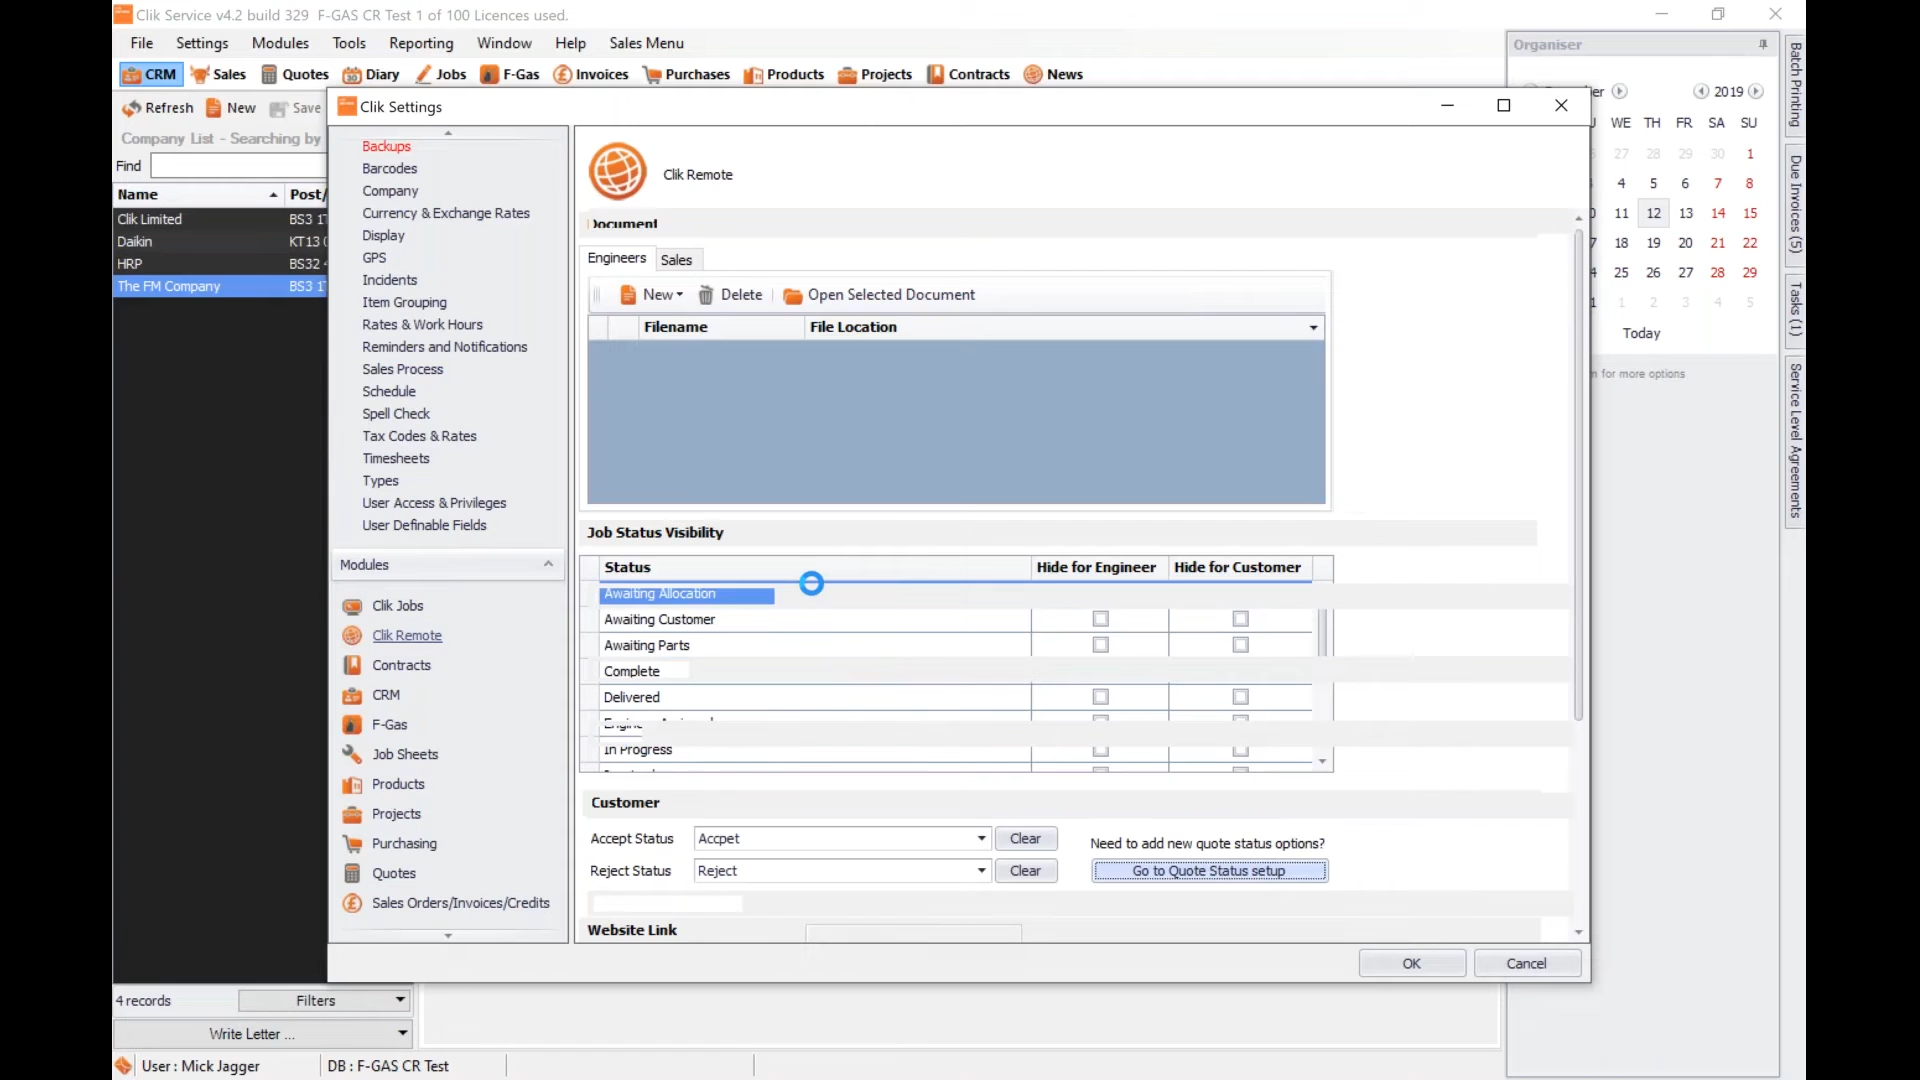 Clik Service v4.2 build 329 F-GAS CR Test 1 of 100 Licences used.
File Settings Modules Tools Reporting Window Help Sales Menu
CRM Sales Quotes Diary Jobs F-Gas Invoices Purchases Products Projects Contracts News
Refresh New Save
Company List - Searching by
Find
Name Post/
Clik Limited BS3 1
Daikin KT13
HRP BS32
The FM Company BS3 1
4 records Filters
Write Letter ...
User : Mick Jagger DB : F-GAS CR Test
Clik Settings
Backups
Barcodes
Company
Currency & Exchange Rates
Display
GPS
Incidents
Item Grouping
Rates & Work Hours
Reminders and Notifications
Sales Process
Schedule
Spell Check
Tax Codes & Rates
Timesheets
Types
User Access & Privileges
User Definable Fields
Modules
Clik Jobs
Clik Remote
Contracts
CRM
F-Gas
Job Sheets
Products
Projects
Purchasing
Quotes
Sales Orders/Invoices/Credits
Clik Remote
Document
Engineers Sales
New Delete Open Selected Document
Filename File Location
Job Status Visibility
Status Hide for Engineer Hide for Customer
Awaiting Allocation
Awaiting Customer
Awaiting Parts
Complete
Delivered
In Progress
Customer
Accept Status Accpet Clear
Need to add new quote status options?
Reject Status Reject Clear
Go to Quote Status setup
Website Link
OK Cancel
Organiser
er 2019
WE TH FR SA SU
27 28 29 30 1
4 5 6 7 8
11 12 13 14 15
18 19 20 21 22
25 26 27 28 29
1 2 3 4 5
Today
for more options
Batch Printing
Due Invoices (5)
Tasks (1)
Service Level Agreements